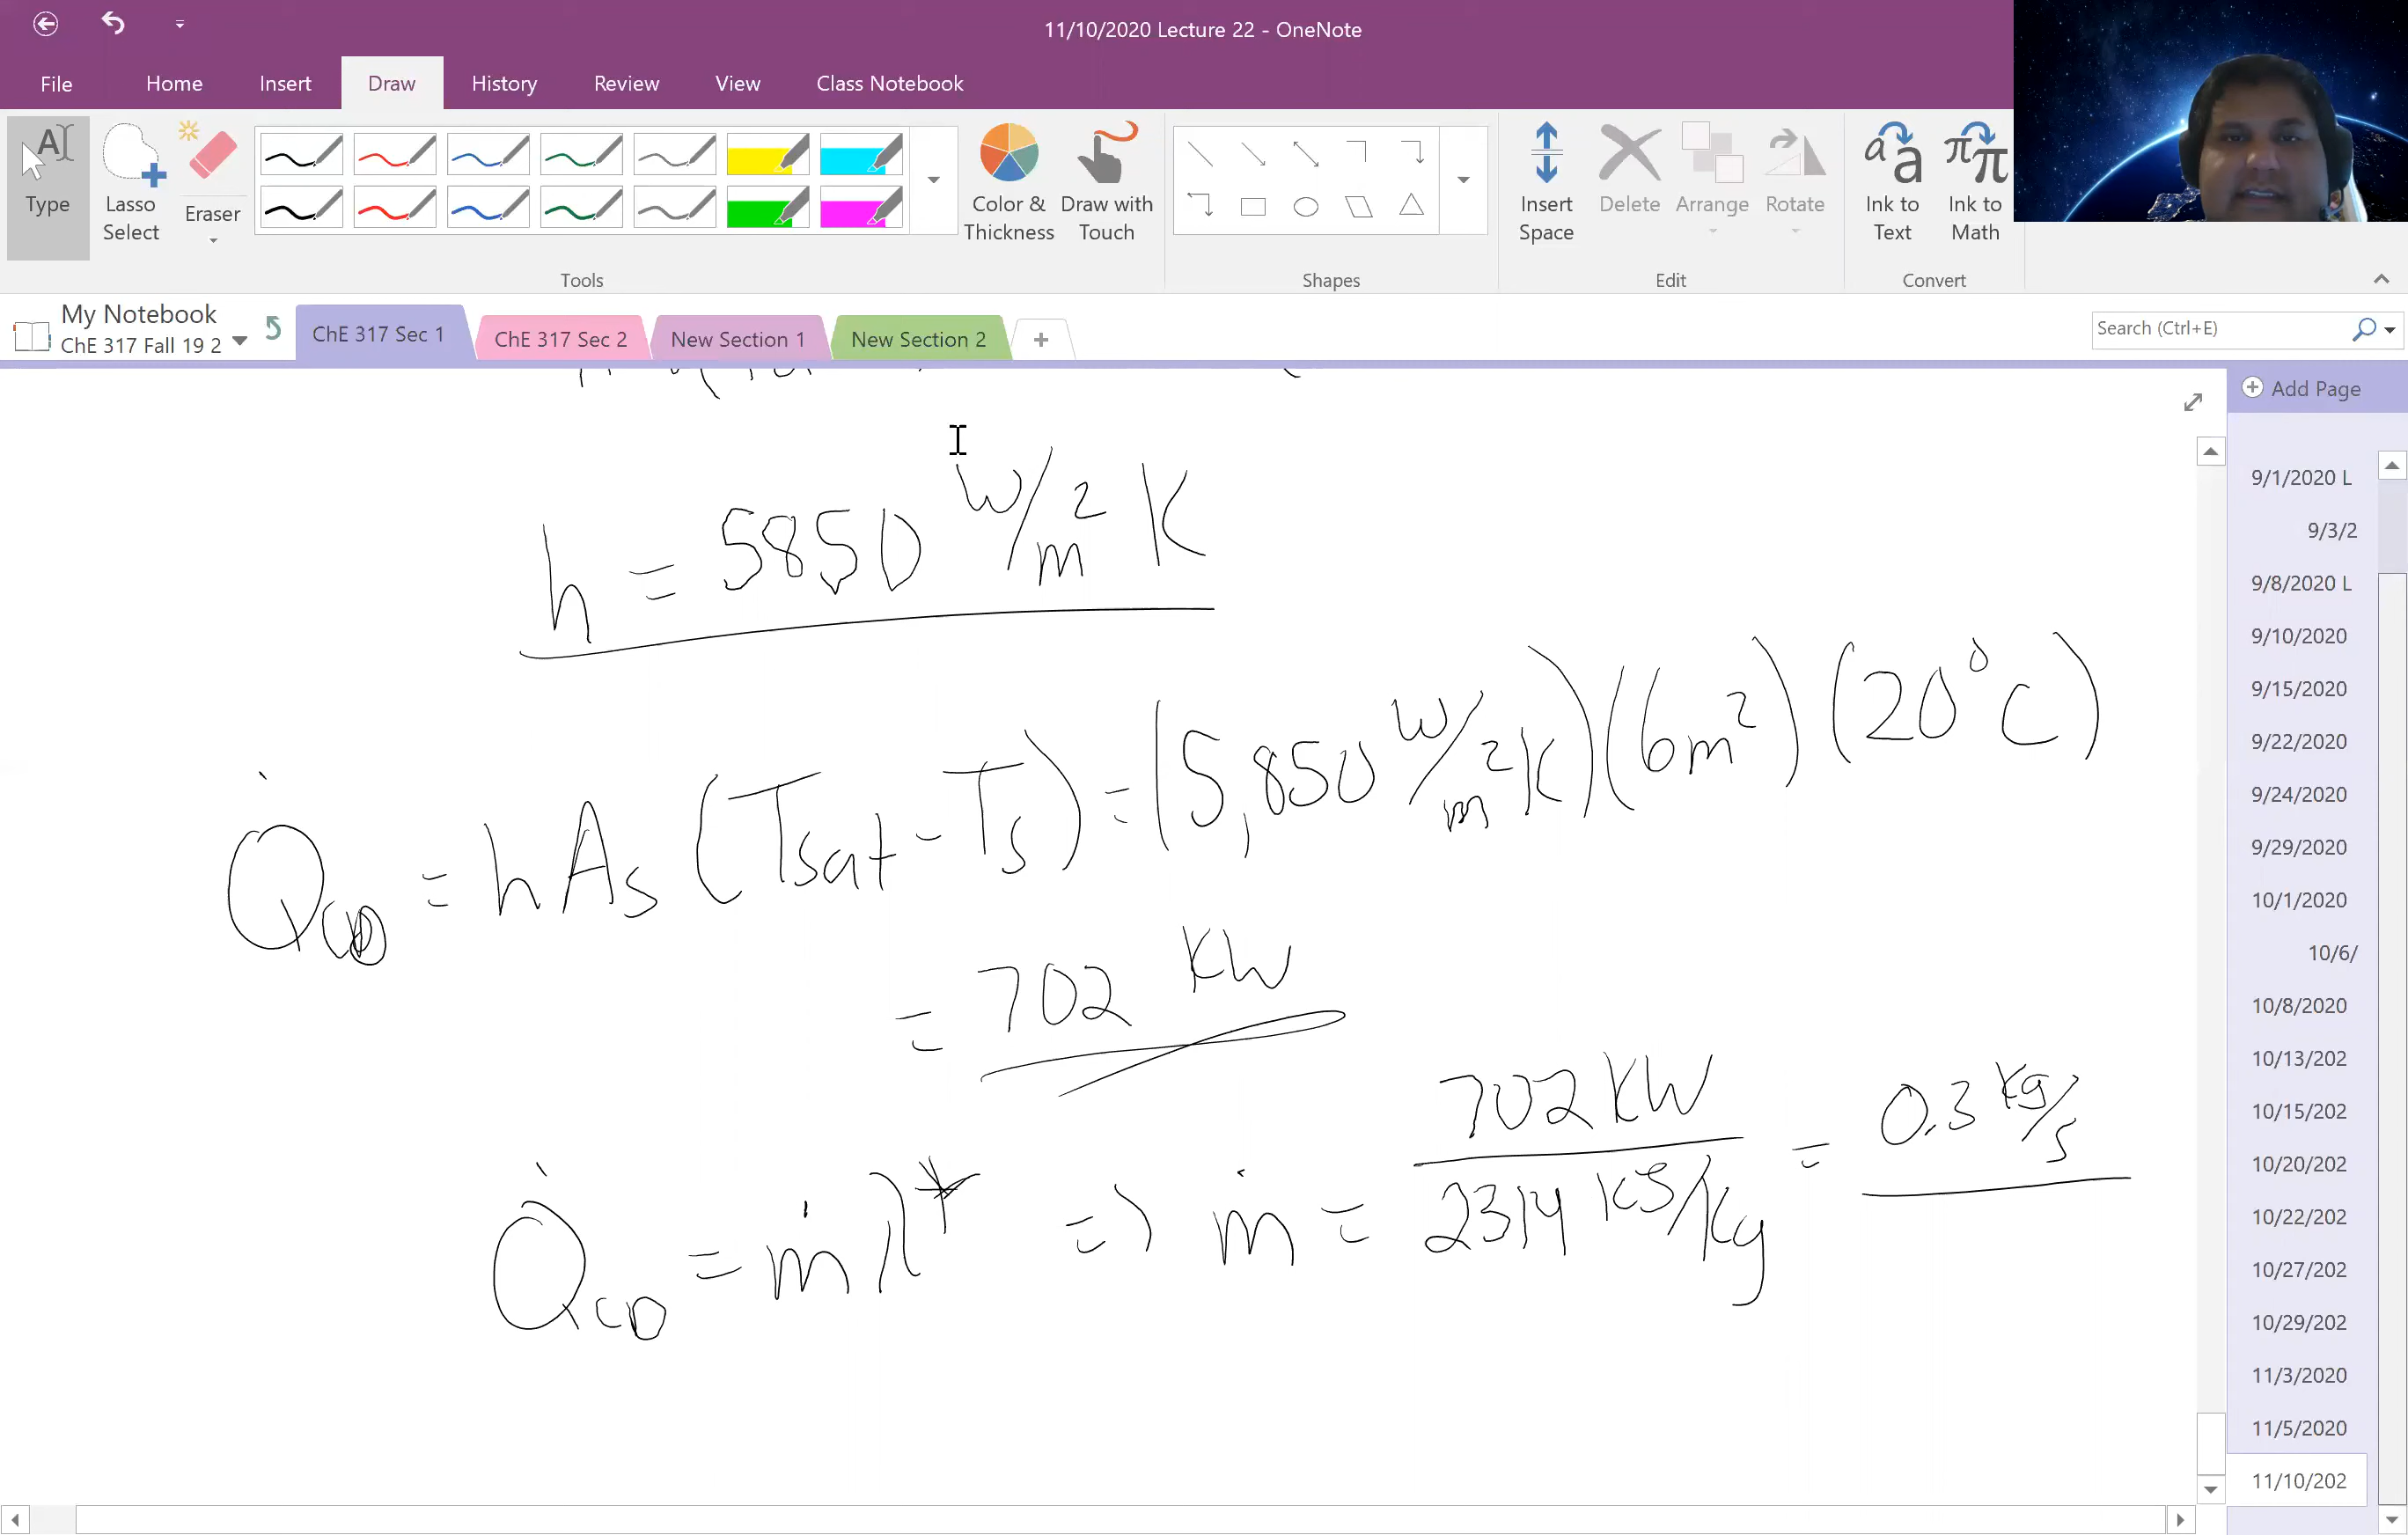 11/10/2020 Lecture 22 - OneNote
File Home Insert Draw History Review View Class Notebook
Type
Lasso Select
Eraser
Color & Thickness
Draw with Touch
Insert Space
Delete
Arrange
Rotate
Ink to Text
Ink to Math
Tools
Shapes
Edit
Convert
My Notebook
ChE 317 Fall 19 2
ChE 317 Sec 1
ChE 317 Sec 2
New Section 1
New Section 2
Search (Ctrl+E)
Add Page
h = 5850 W/m² K
Q̇CD = hAs (Tsat - Ts) = (5,850 W/m² K)(6m²)(20°C)
= 702 KW
Q̇CD = ṁλ* => ṁ = 702 KW / 2314 KJ/Kg = 0.3 kg/s
9/1/2020 L
9/3/2
9/8/2020 L
9/10/2020
9/15/2020
9/22/2020
9/24/2020
9/29/2020
10/1/2020
10/6/
10/8/2020
10/13/202
10/15/202
10/20/202
10/22/202
10/27/202
10/29/202
11/3/2020
11/5/2020
11/10/202